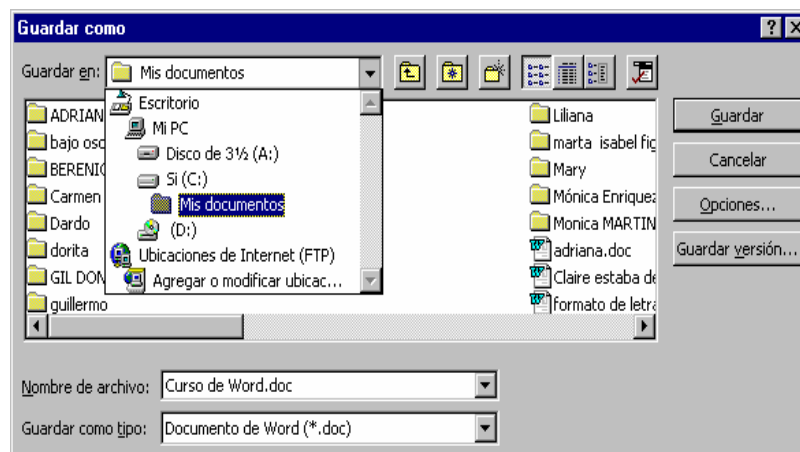 Guardar como
Guardar en: Mis documentos
Escritorio
Mi PC
Disco de 3½ (A:)
Si (C:)
Mis documentos
(D:)
Ubicaciones de Internet (FTP)
Agregar o modificar ubicac...
ADRIAN
bajo osc
BERENIC
Carmen
Dardo
dorita
GIL DON
guillermo
Liliana
marta isabel fig
Mary
Mónica Enriquez
Monica MARTIN
adriana.doc
Claire estaba de
formato de letra
Guardar
Cancelar
Opciones...
Guardar versión...
Nombre de archivo: Curso de Word.doc
Guardar como tipo: Documento de Word (*.doc)